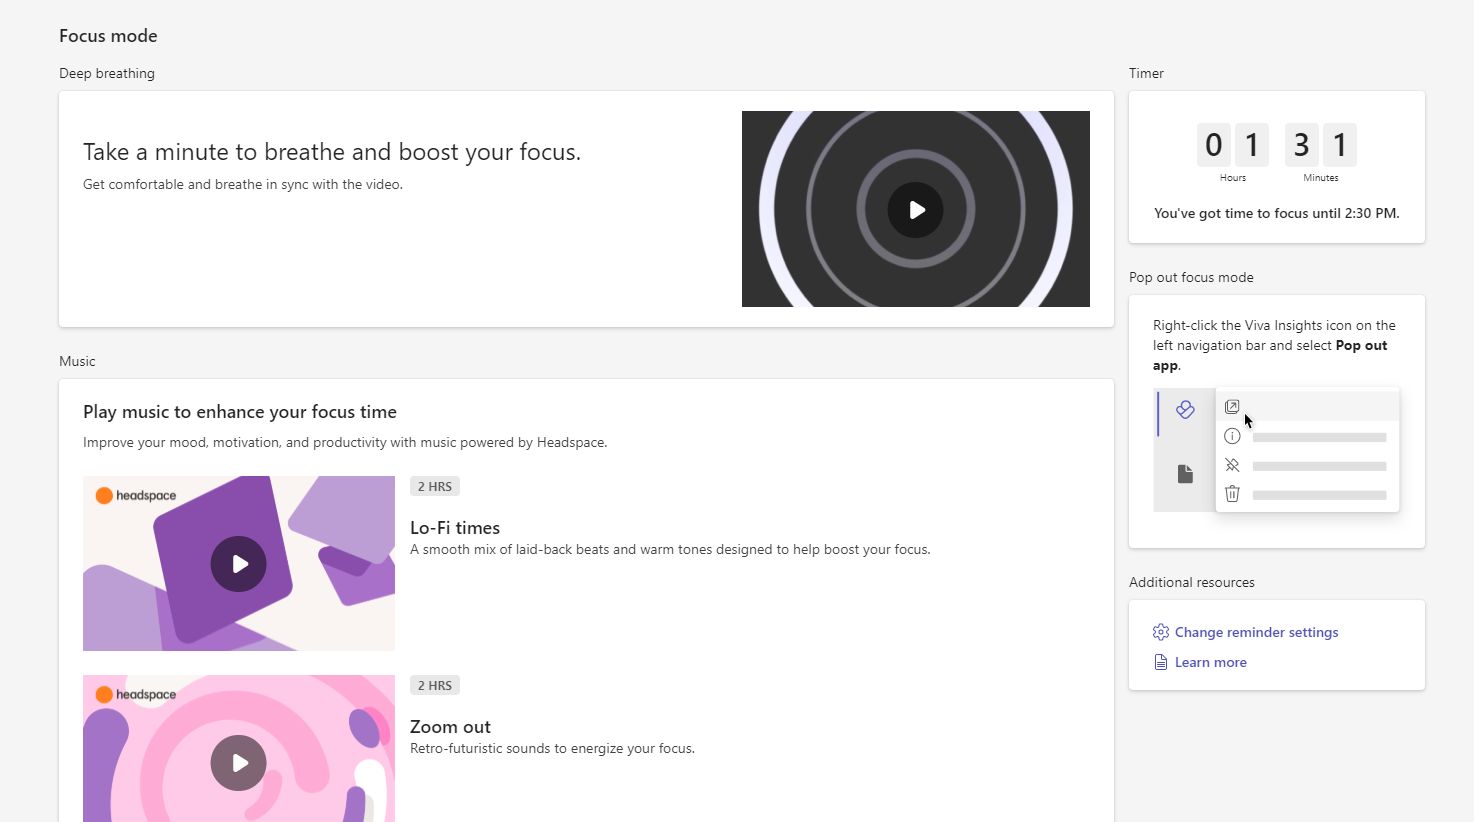 Focus mode
Deep breathing
Take a minute to breathe and boost your focus.
Get comfortable and breathe in sync with the video.
Music
Play music to enhance your focus time
Improve your mood, motivation, and productivity with music powered by Headspace.
headspace
2 HRS
Lo-Fi times
A smooth mix of laid-back beats and warm tones designed to help boost your focus.
headspace
2 HRS
Zoom out
Retro-futuristic sounds to energize your focus.
Timer
0 1 3 1
Hours Minutes
You've got time to focus until 2:30 PM.
Pop out focus mode
Right-click the Viva Insights icon on the
left navigation bar and select Pop out
app.
Additional resources
Change reminder settings
Learn more